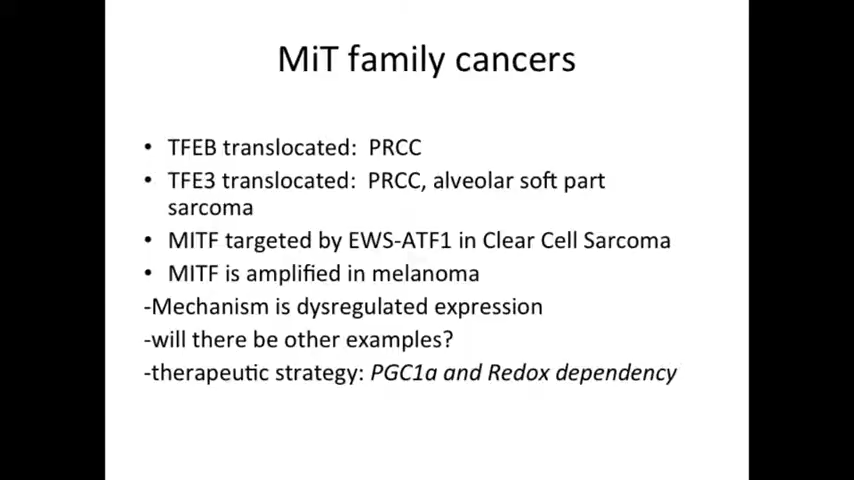 MiT family cancers
• TFEB translocated: PRCC
• TFE3 translocated: PRCC, alveolar soft part
sarcoma
• MITF targeted by EWS-ATF1 in Clear Cell Sarcoma
• MITF is amplified in melanoma
-Mechanism is dysregulated expression
-will there be other examples?
-therapeutic strategy: PGC1a and Redox dependency